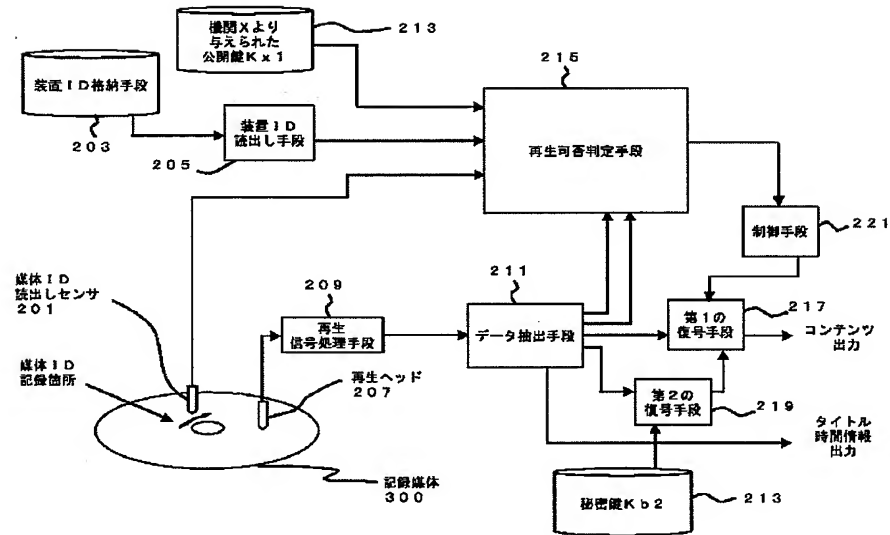 機関Xより
与えられた
公開鍵Kx1
213
装置ID格納手段
203
装置ID
読出し手段
205
215
再生可否判定手段
制御手段
221
媒体ID
読出しセンサ
201
209
再生
信号処理手段
211
データ抽出手段
第1の
復号手段
217
コンテンツ
出力
媒体ID
記録箇所
再生ヘッド
207
第2の
復号手段
219
タイトル
時間情報
出力
記録媒体
300
秘密鍵Kb2
213